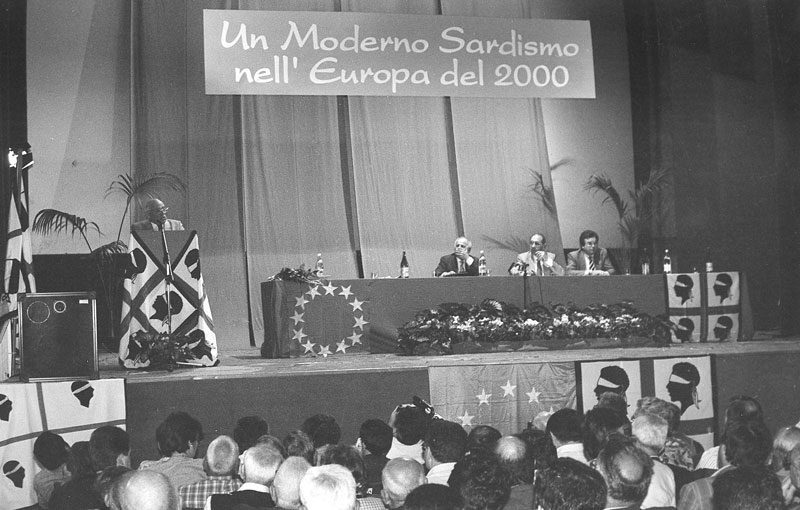 Un Moderno Sardismo
nell' Europa del 2000